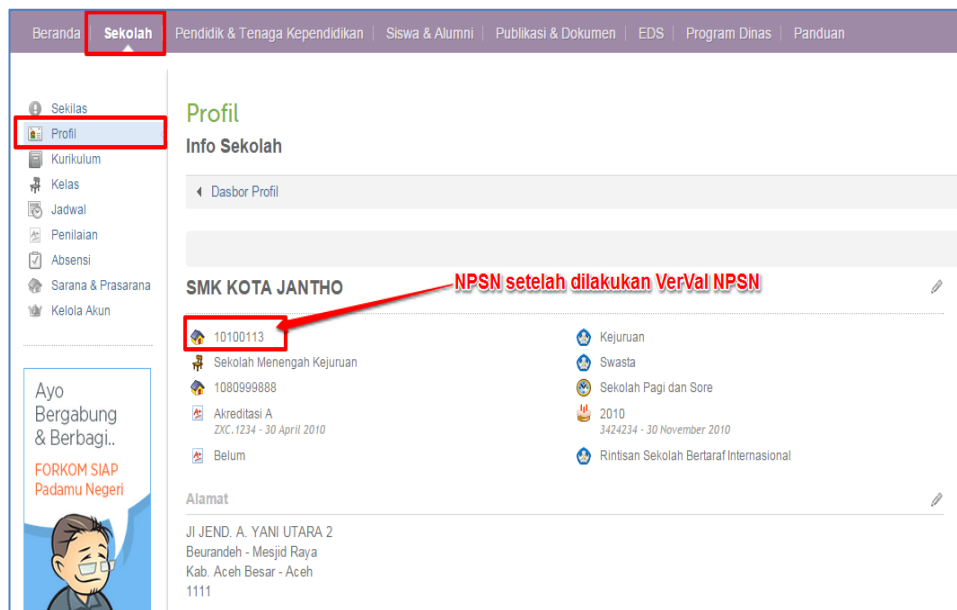 Beranda | Sekolah | Pendidik & Tenaga Kependidikan | Siswa & Alumni | Publikasi & Dokumen | EDS | Program Dinas | Panduan
Sekilas
Profil
Kurikulum
Kelas
Jadwal
Penilaian
Absensi
Sarana & Prasarana
Kelola Akun
Ayo
Bergabung
& Berbagi..
FORKOM SIAP
Padamu Negeri
Profil
Info Sekolah
Dasbor Profil
SMK KOTA JANTHO
NPSN setelah dilakukan VerVal NPSN
10100113
Sekolah Menengah Kejuruan
1080999888
Akreditasi A
ZXC.1234 - 30 April 2010
Belum
Kejuruan
Swasta
Sekolah Pagi dan Sore
2010
3424234 - 30 November 2010
Rintisan Sekolah Bertaraf Internasional
Alamat
Jl JEND. A. YANI UTARA 2
Beurandeh - Mesjid Raya
Kab. Aceh Besar - Aceh
1111